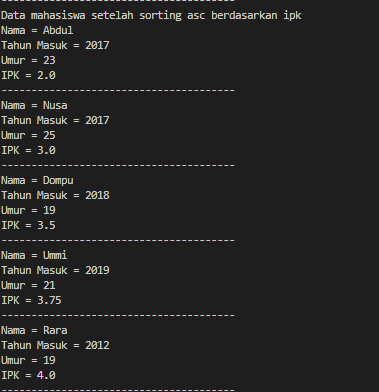 ---------------------------------------
Data mahasiswa setelah sorting asc berdasarkan ipk
Nama = Abdul
Tahun Masuk = 2017
Umur = 23
IPK = 2.0
---------------------------------------
Nama = Nusa
Tahun Masuk = 2017
Umur = 25
IPK = 3.0
---------------------------------------
Nama = Dompu
Tahun Masuk = 2018
Umur = 19
IPK = 3.5
---------------------------------------
Nama = Ummi
Tahun Masuk = 2019
Umur = 21
IPK = 3.75
---------------------------------------
Nama = Rara
Tahun Masuk = 2012
Umur = 19
IPK = 4.0
---------------------------------------